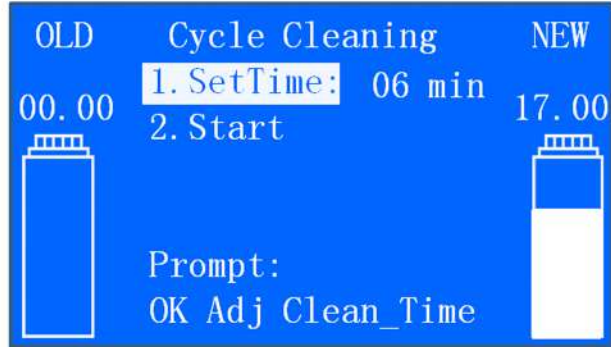 OLD Cycle Cleaning NEW
1.SetTime: 06 min
00.00 17.00
2.Start
Prompt:
OK Adj Clean_Time